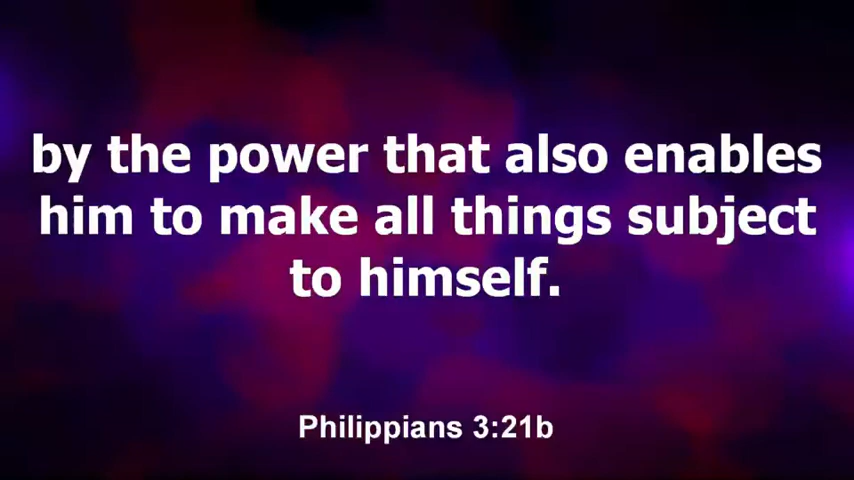 by the power that also enables
him to make all things subject
to himself.
Philippians 3:21b